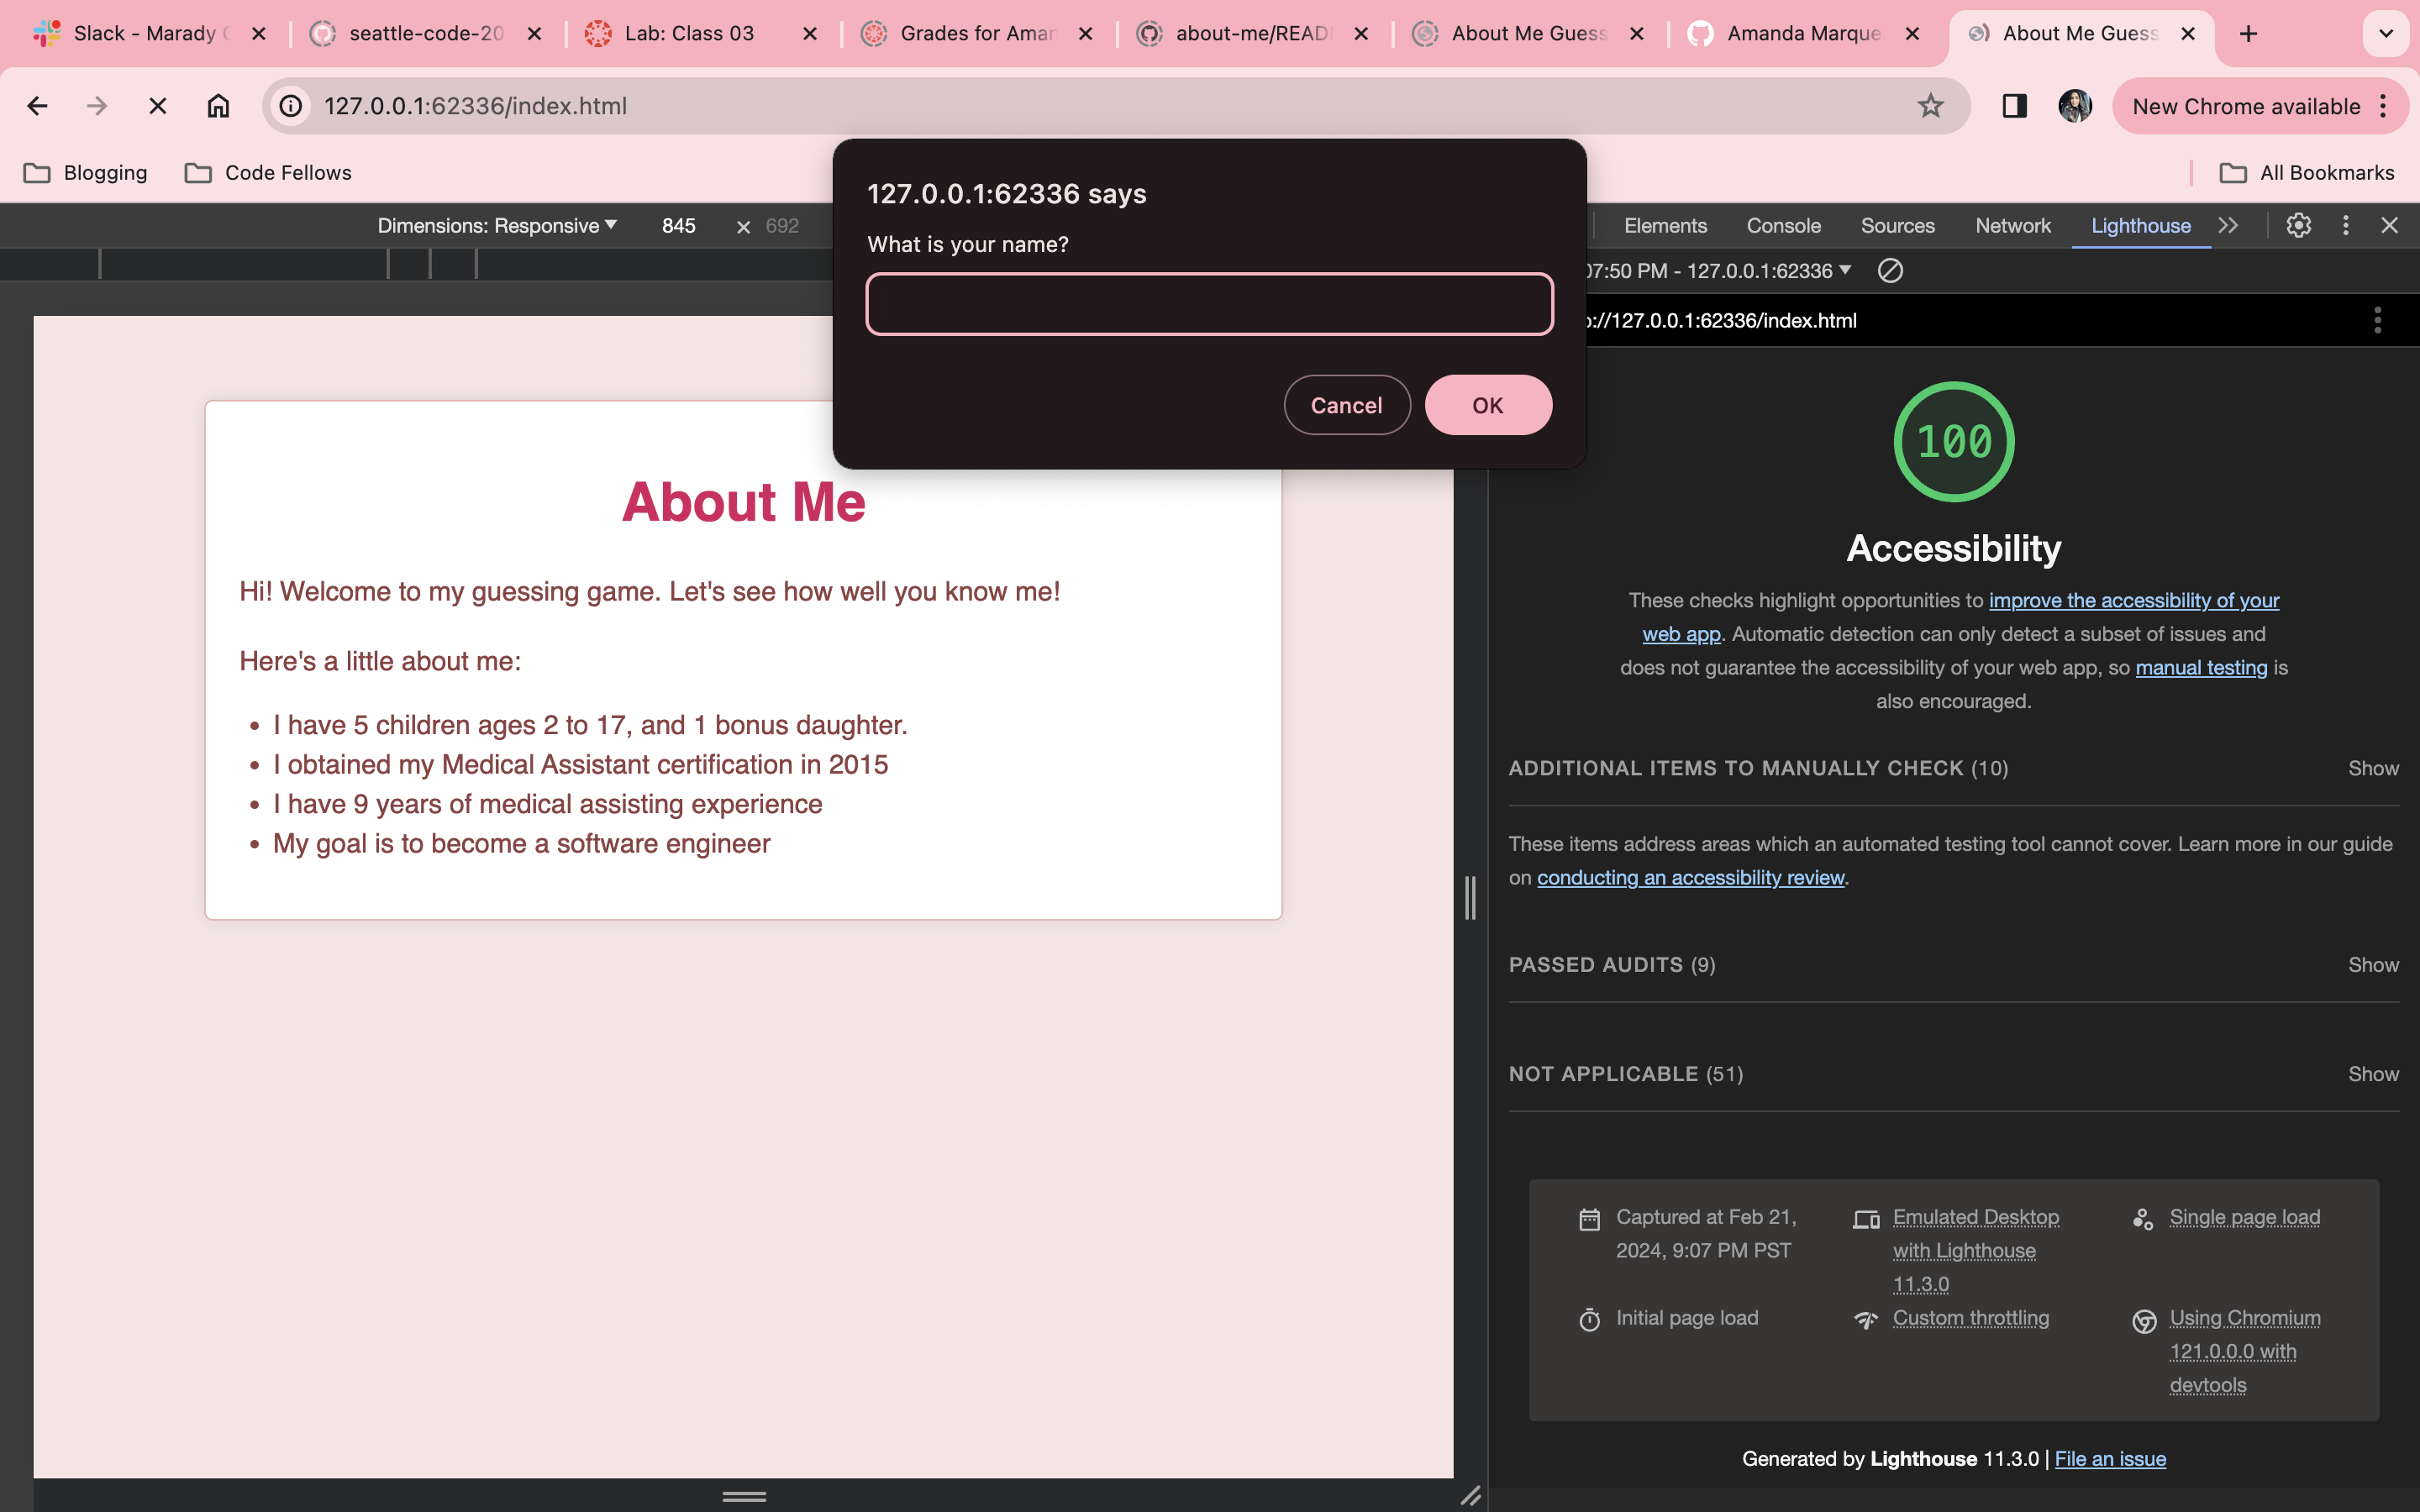 Slack - Marady
seattle-code-20
Lab: Class 03
Grades for Aman
about-me/READ
About Me Guess
Amanda Marque
About Me Guess
127.0.0.1:62336/index.html
New Chrome available
Blogging
Code Fellows
All Bookmarks
127.0.0.1:62336 says
What is your name?
Cancel
OK
Dimensions: Responsive
845
×
692
Elements
Console
Sources
Network
Lighthouse
07:50 PM - 127.0.0.1:62336
://127.0.0.1:62336/index.html
About Me
Hi! Welcome to my guessing game. Let's see how well you know me!
Here's a little about me:
• I have 5 children ages 2 to 17, and 1 bonus daughter.
• I obtained my Medical Assistant certification in 2015
• I have 9 years of medical assisting experience
• My goal is to become a software engineer
100
Accessibility
These checks highlight opportunities to improve the accessibility of your
web app. Automatic detection can only detect a subset of issues and
does not guarantee the accessibility of your web app, so manual testing is
also encouraged.
ADDITIONAL ITEMS TO MANUALLY CHECK (10)
Show
These items address areas which an automated testing tool cannot cover. Learn more in our guide
on conducting an accessibility review.
PASSED AUDITS (9)
Show
NOT APPLICABLE (51)
Show
Captured at Feb 21,
2024, 9:07 PM PST
Emulated Desktop
with Lighthouse
11.3.0
Single page load
Initial page load
Custom throttling
Using Chromium
121.0.0.0 with
devtools
Generated by Lighthouse 11.3.0 | File an issue